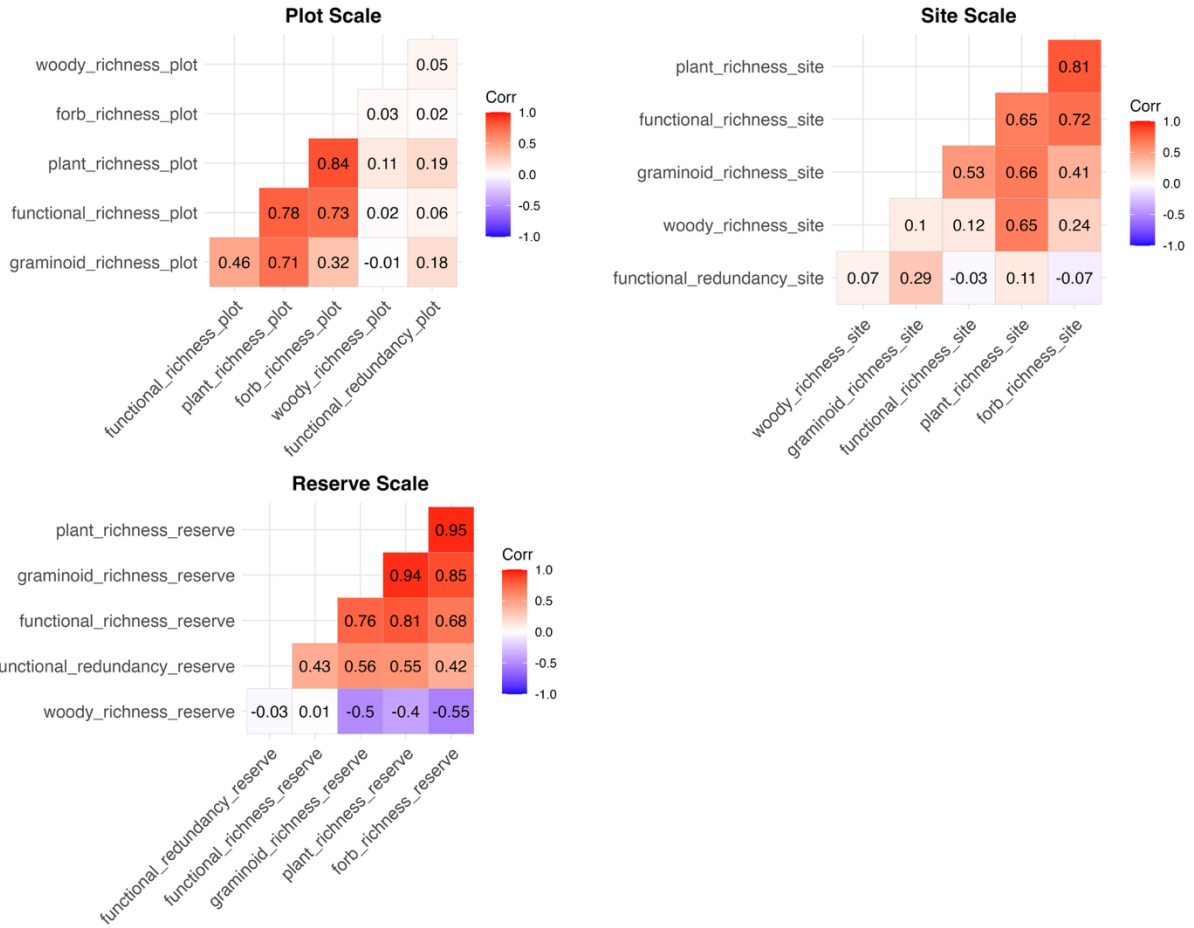 Plot Scale
woody_richness_plot 0.05
forb_richness_plot 0.03 0.02
plant_richness_plot 0.84 0.11 0.19
functional_richness_plot 0.78 0.73 0.02 0.06
graminoid_richness_plot 0.46 0.71 0.32 -0.01 0.18
functional_richness_plot
plant_richness_plot
forb_richness_plot
woody_richness_plot
functional_redundancy_plot
Corr
1.0
0.5
0.0
-0.5
-1.0
Site Scale
plant_richness_site 0.81
functional_richness_site 0.65 0.72
graminoid_richness_site 0.53 0.66 0.41
woody_richness_site 0.1 0.12 0.65 0.24
functional_redundancy_site 0.07 0.29 -0.03 0.11 -0.07
woody_richness_site
graminoid_richness_site
functional_richness_site
plant_richness_site
forb_richness_site
Corr
1.0
0.5
0.0
-0.5
-1.0
Reserve Scale
plant_richness_reserve 0.95
graminoid_richness_reserve 0.94 0.85
functional_richness_reserve 0.76 0.81 0.68
unctional_redundancy_reserve 0.43 0.56 0.55 0.42
woody_richness_reserve -0.03 0.01 -0.5 -0.4 -0.55
functional_redundancy_reserve
functional_richness_reserve
graminoid_richness_reserve
plant_richness_reserve
forb_richness_reserve
Corr
1.0
0.5
0.0
-0.5
-1.0